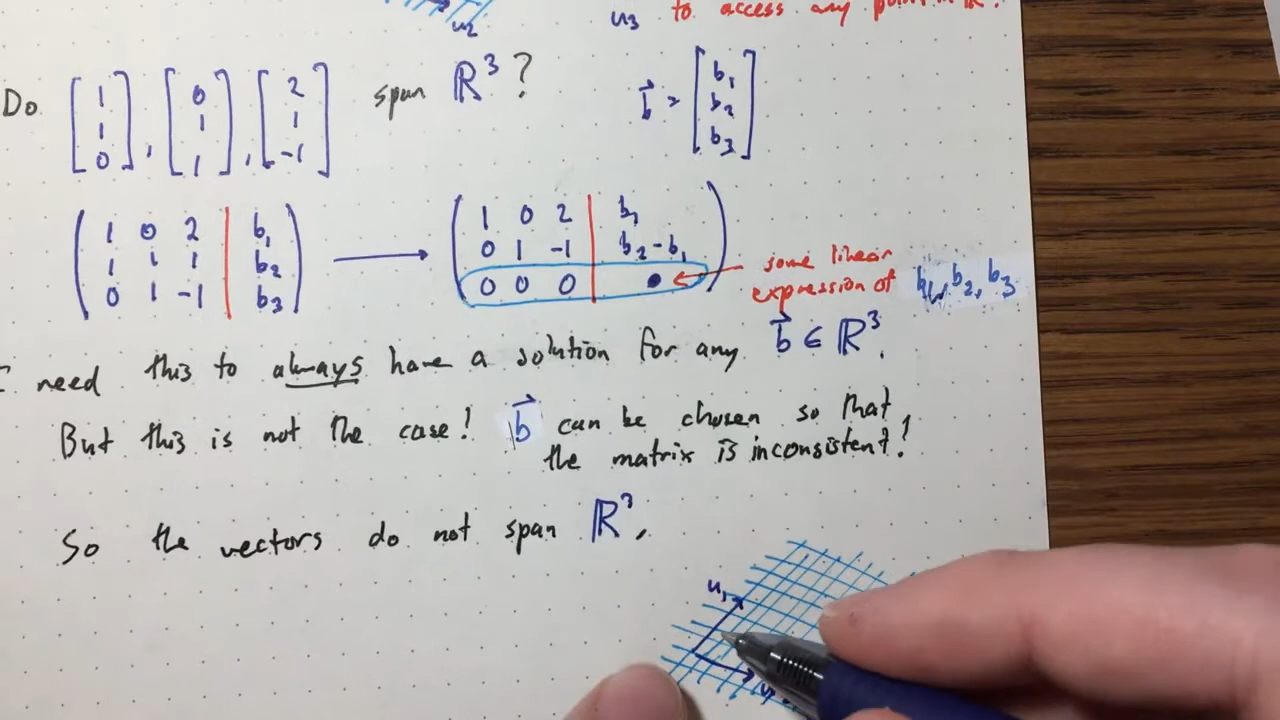 u2
u3 to access any point in ℝ³.
Do [1 1 0], [0 1 1], [2 1 -1] span ℝ³? b⃗ = [b1 b2 b3]
( 1 0 2 | b1 ) → ( 1 0 2 | b1 )
( 1 1 1 | b2 ) ( 0 1 -1 | b2 - b1 )
( 0 1 -1 | b3 ) ( 0 0 0 | • ) ← some linear
expression of b1, b2, b3
need this to always have a solution for any b⃗ ∈ ℝ³.
But this is not the case! b⃗ can be chosen so that
the matrix is inconsistent!
So the vectors do not span ℝ³.
u1